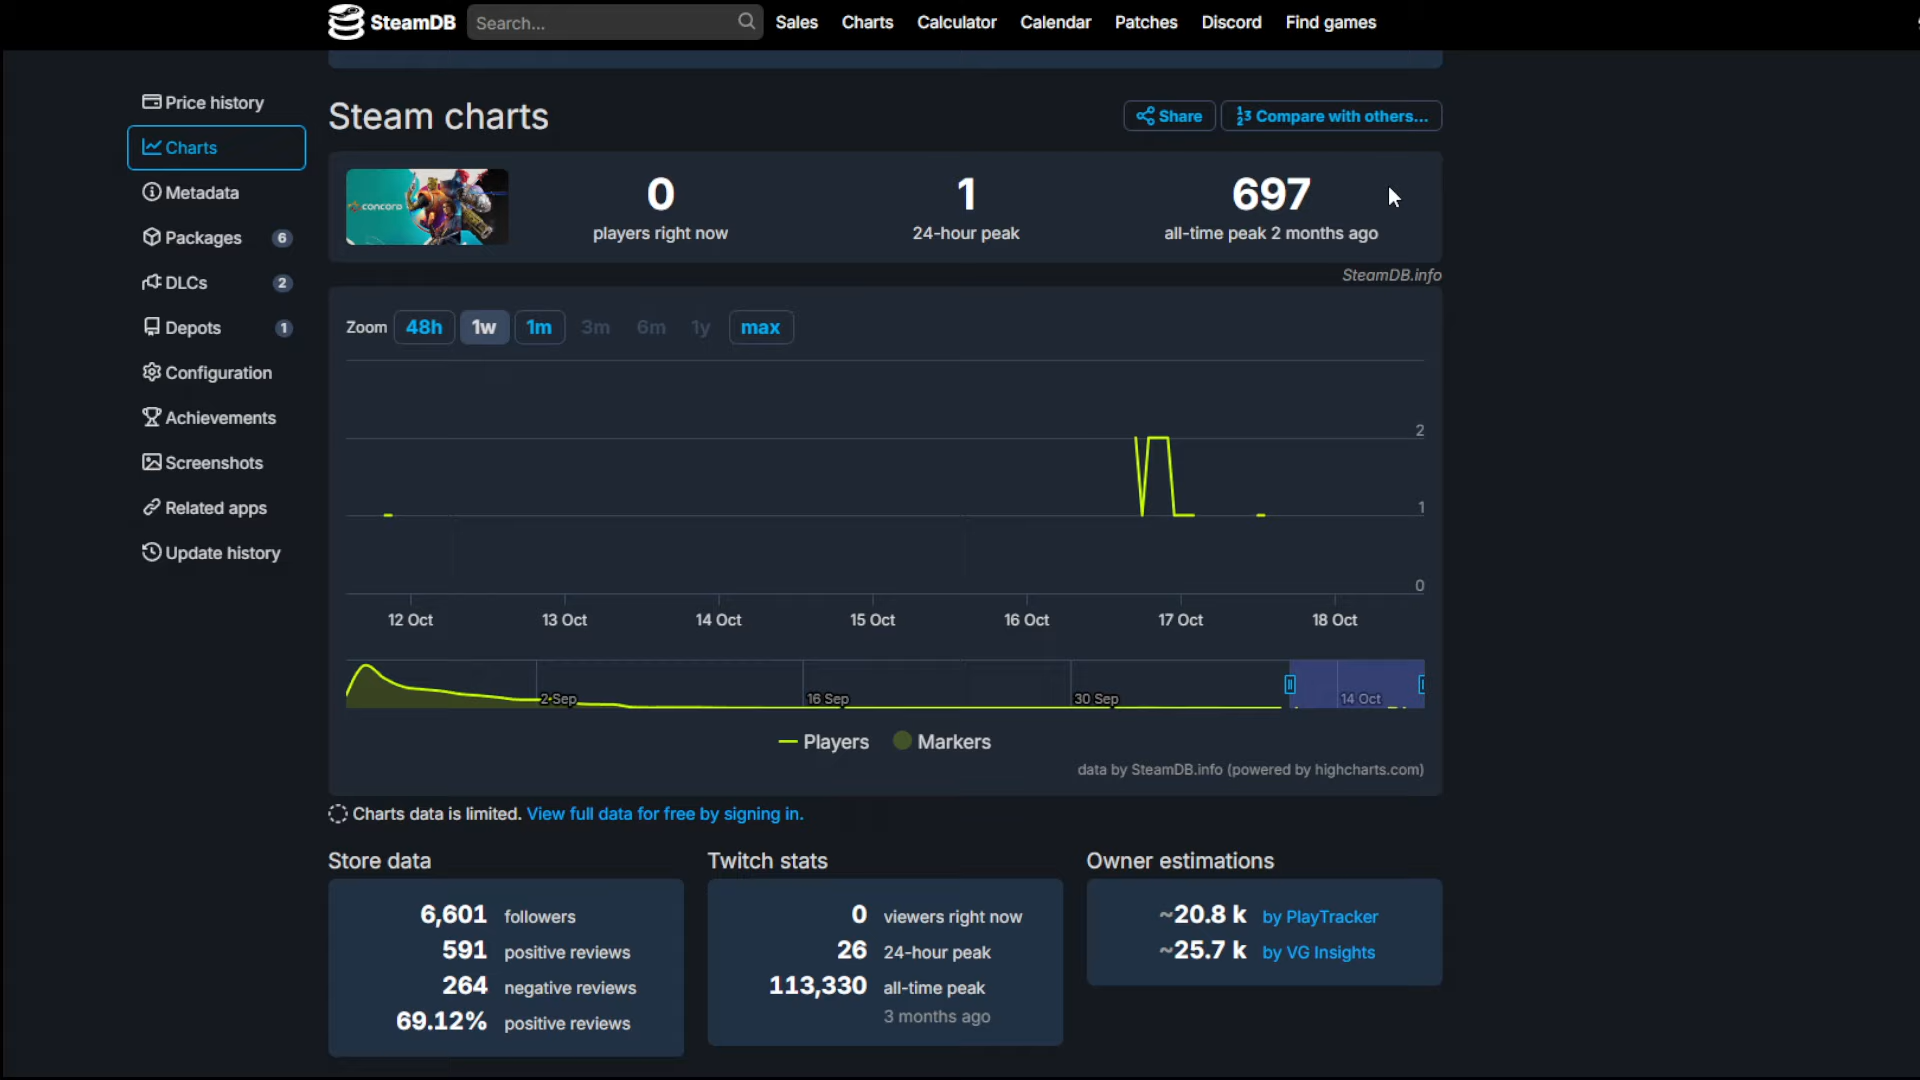 SteamDB Search... Sales Charts Calculator Calendar Patches Discord Find games
Price history
Charts
Metadata
Packages 6
DLCs 2
Depots 1
Configuration
Achievements
Screenshots
Related apps
Update history
Steam charts
Share
Compare with others...
CONCORD
0
players right now
1
24-hour peak
697
all-time peak 2 months ago
SteamDB.info
Zoom 48h 1w 1m 3m 6m 1y max
2
1
0
12 Oct 13 Oct 14 Oct 15 Oct 16 Oct 17 Oct 18 Oct
2 Sep 16 Sep 30 Sep 14 Oct
Players Markers
data by SteamDB.info (powered by highcharts.com)
Charts data is limited. View full data for free by signing in.
Store data
6,601 followers
591 positive reviews
264 negative reviews
69.12% positive reviews
Twitch stats
0 viewers right now
26 24-hour peak
113,330 all-time peak
3 months ago
Owner estimations
~20.8 k by PlayTracker
~25.7 k by VG Insights